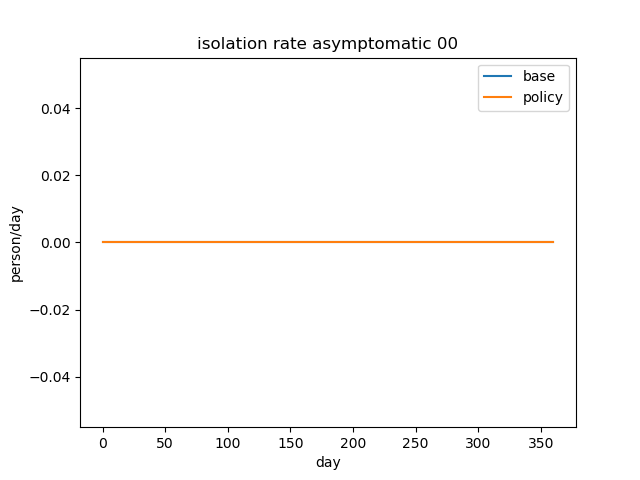 isolation rate asymptomatic 00
base
policy
person/day
0.04
0.02
0.00
−0.02
−0.04
0 50 100 150 200 250 300 350
day